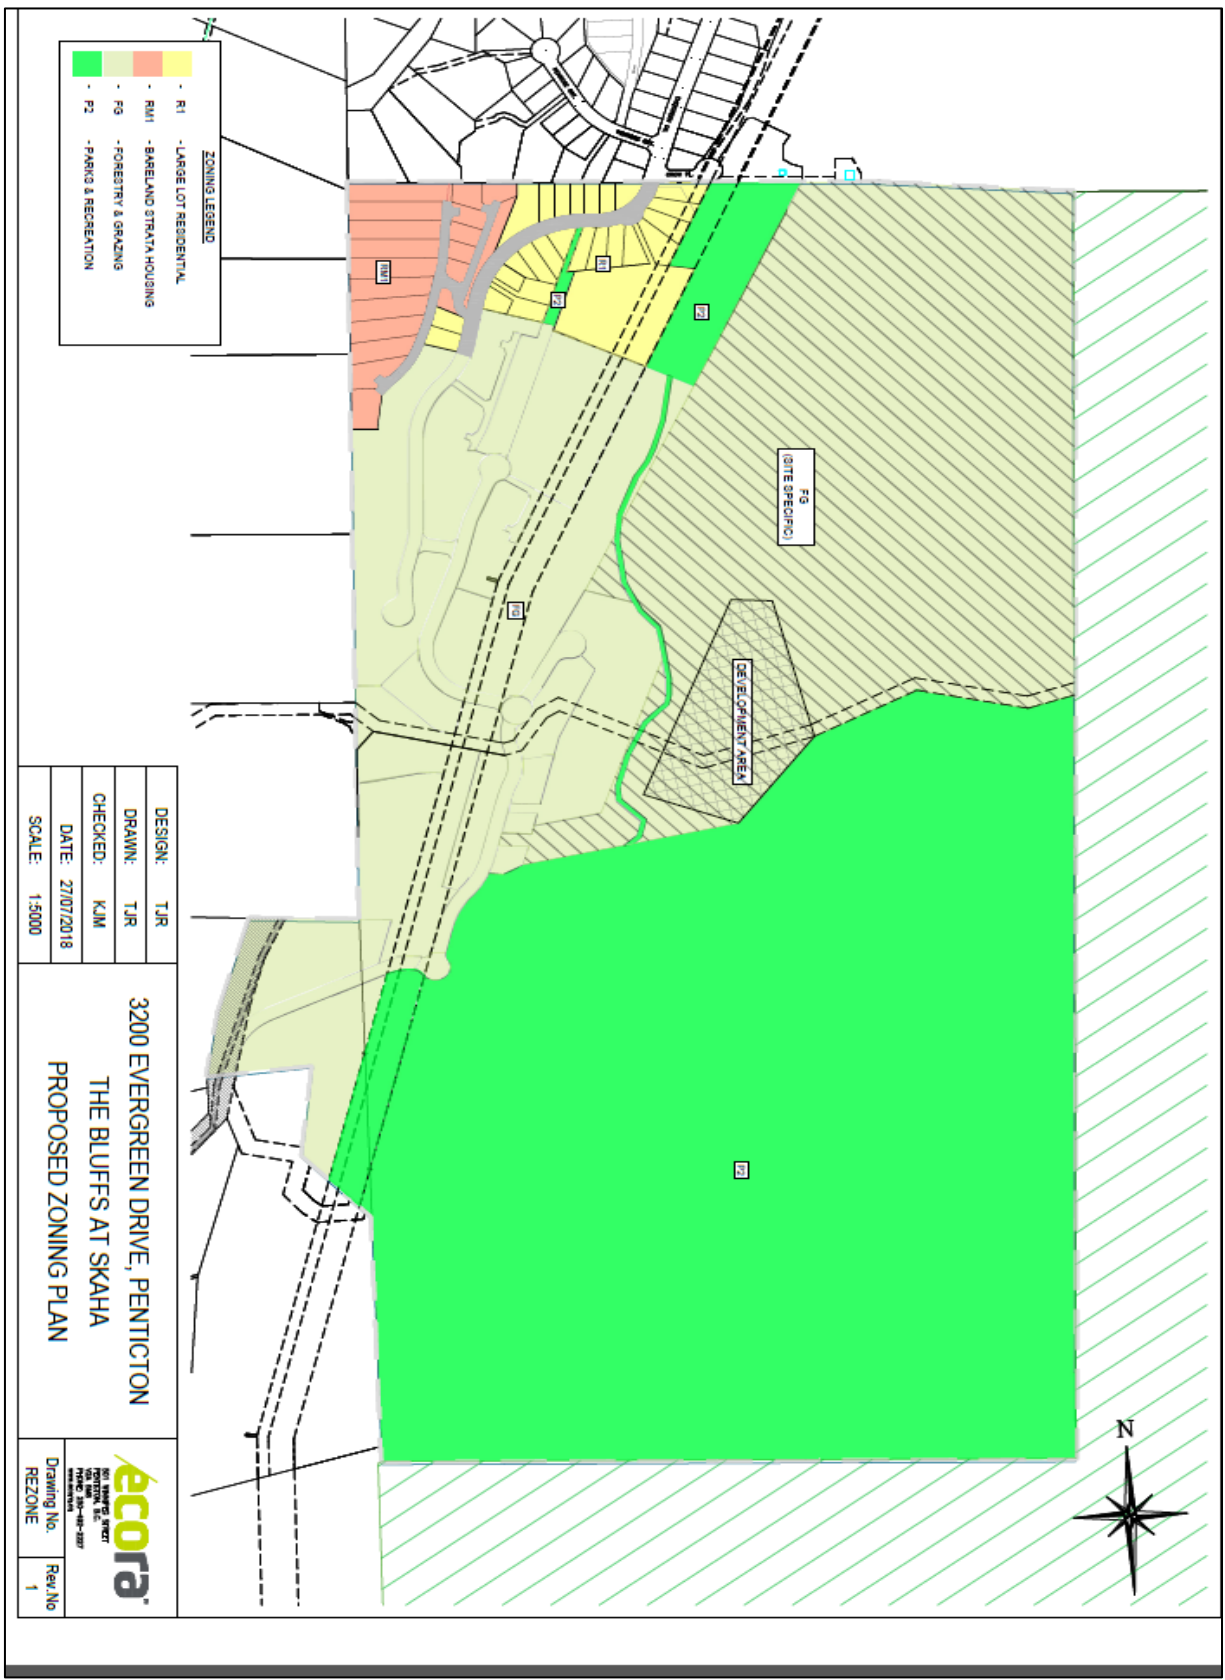 ZONING LEGEND
- R1 - LARGE LOT RESIDENTIAL
- RM1 - BARELAND STRATA HOUSING
- FG - FORESTRY & GRAZING
- P2 - PARKS & RECREATION
RM1
R1
P2
P2
FG
(SITE SPECIFIC)
FG
DEVELOPMENT AREA
P2
N
DESIGN: TJR
DRAWN: TJR
CHECKED: KJM
DATE: 27/07/2018
SCALE: 1:5000
3200 EVERGREEN DRIVE, PENTICTON
THE BLUFFS AT SKAHA
PROPOSED ZONING PLAN
ecora
Drawing No.
REZONE
Rev.No
1